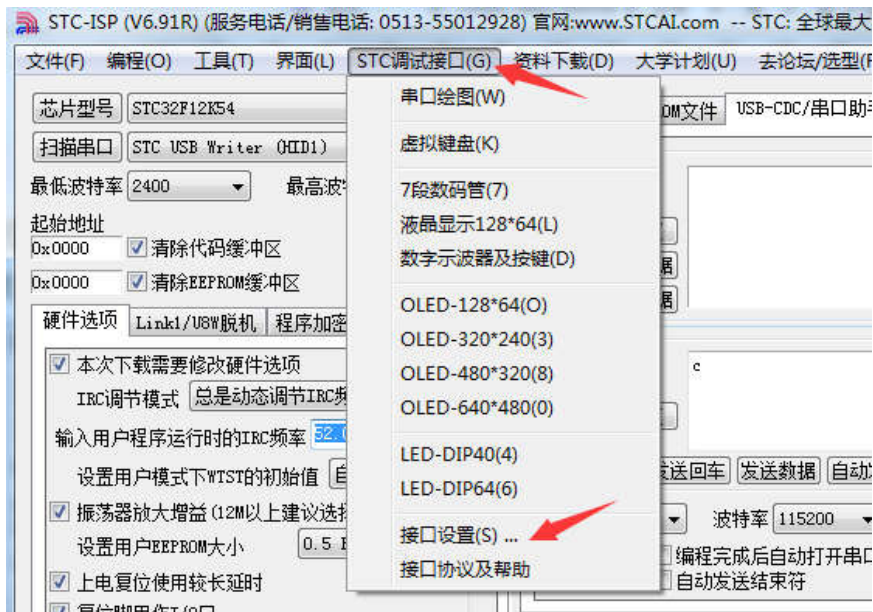 STC-ISP (V6.91R) (服务电话/销售电话: 0513-55012928) 官网:www.STCAI.com -- STC: 全球最大
文件(F) 编程(O) 工具(T) 界面(L) STC调试接口(G) 资料下载(D) 大学计划(U) 去论坛/选型(
芯片型号 STC32F12K54
串口绘图(W)
OM文件 USB-CDC/串口助
扫描串口 STC USB Writer (HID1)
虚拟键盘(K)
最低波特率 2400 最高波
7段数码管(7)
起始地址
液晶显示128*64(L)
0x0000 清除代码缓冲区
数字示波器及按键(D)
0x0000 清除EEPROM缓冲区
OLED-128*64(O)
硬件选项 Link1/U8W脱机 程序加密
OLED-320*240(3)
本次下载需要修改硬件选项
OLED-480*320(8)
c
IRC调节模式 总是动态调节IRC频
OLED-640*480(0)
输入用户程序运行时的IRC频率 52.
LED-DIP40(4)
设置用户模式下WTST的初始值
LED-DIP64(6)
送回车 发送数据 自动
振荡器放大增益(12M以上建议选
接口设置(S) ...
波特率 115200
设置用户EEPROM大小 0.5
编程完成后自动打开串口
上电复位使用较长延时
接口协议及帮助
自动发送结束符